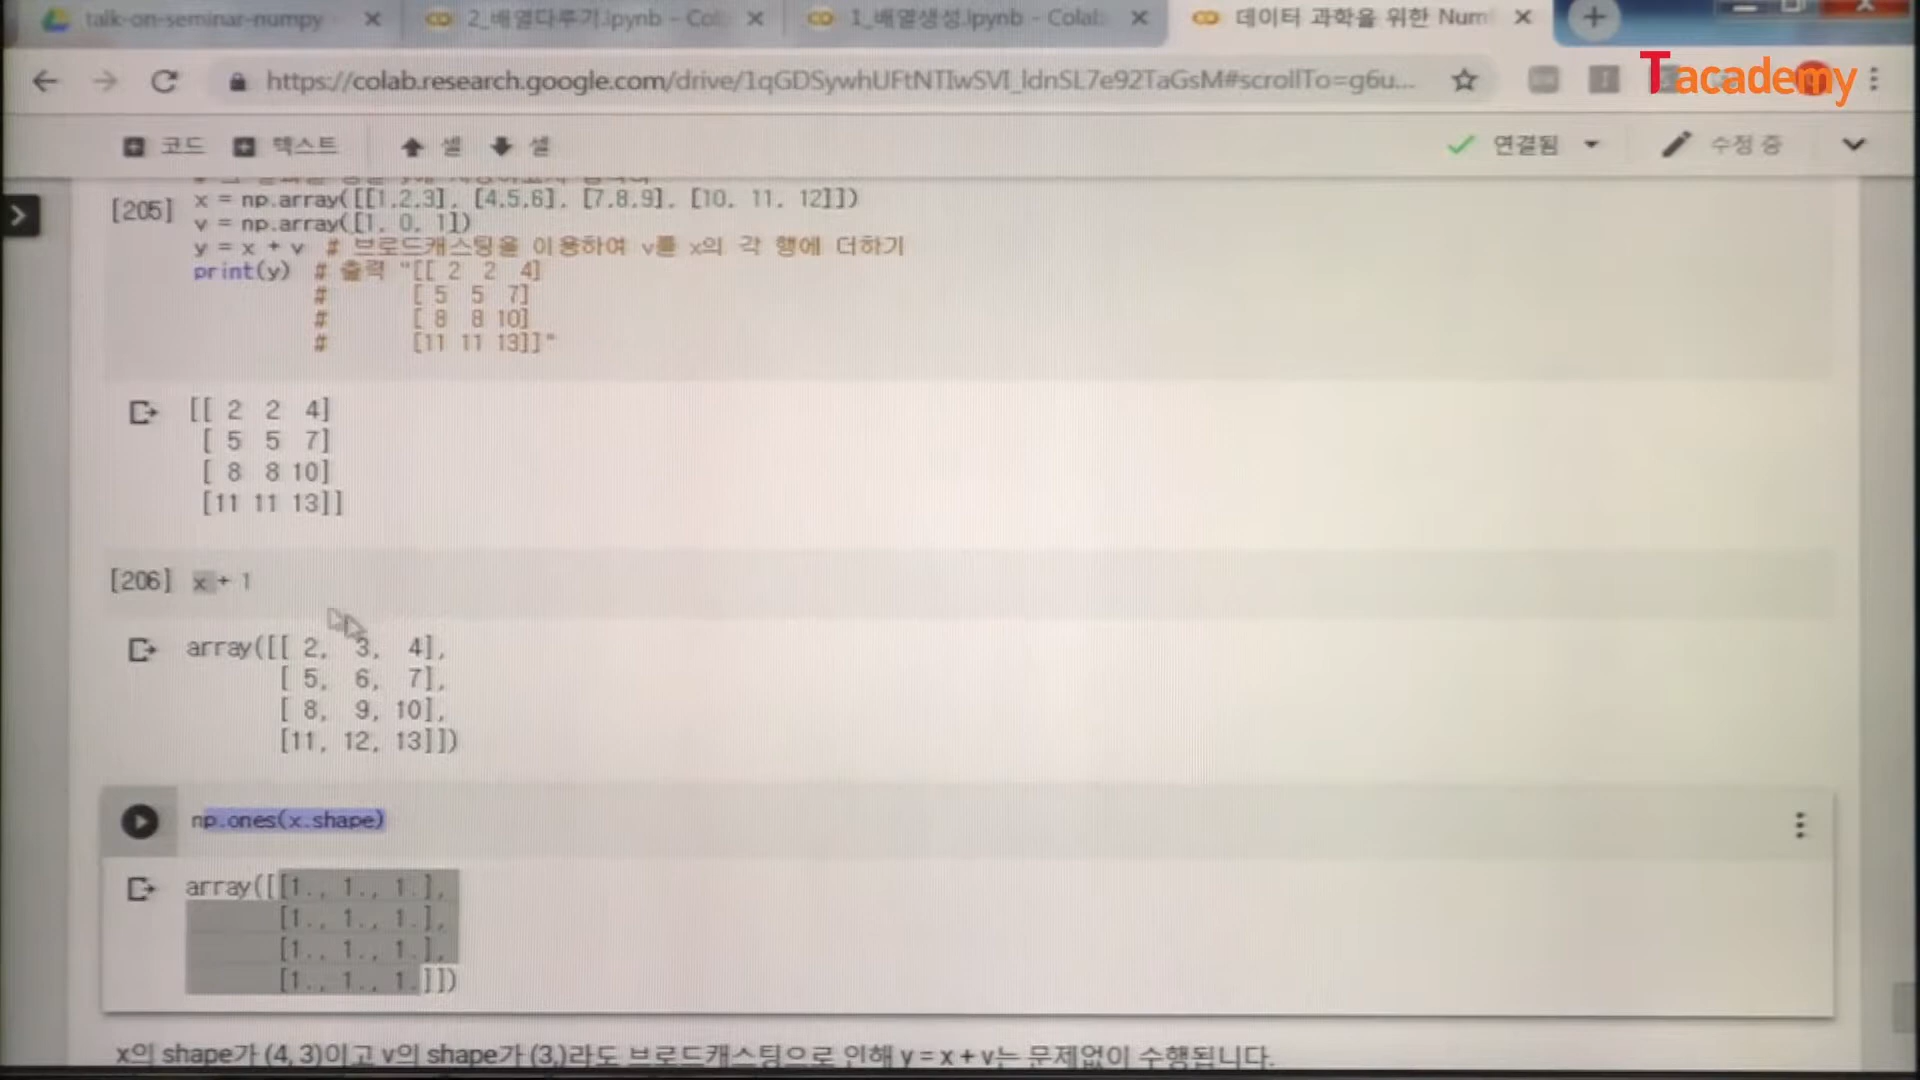 talk-on-seminar-numpy
2_배열다루기.ipynb - Col
1_배열생성.ipynb - Colab
데이터 과학을 위한 Num
https://colab.research.google.com/drive/1qGDSywhUFtNTIwSVI_ldnSL7e92TaGsM#scrollTo=g6u...
Tacademy
코드 텍스트 셀 셀
연결됨 수정 중
[205] x = np.array([[1,2,3], [4,5,6], [7,8,9], [10, 11, 12]])
v = np.array([1, 0, 1])
y = x + v # 브로드캐스팅을 이용하여 v를 x의 각 행에 더하기
print(y) # 출력 "[[ 2 2 4]
# [ 5 5 7]
# [ 8 8 10]
# [11 11 13]]"
[[ 2 2 4]
[ 5 5 7]
[ 8 8 10]
[11 11 13]]
[206] x + 1
array([[ 2, 3, 4],
[ 5, 6, 7],
[ 8, 9, 10],
[11, 12, 13]])
np.ones(x.shape)
array([[1., 1., 1.],
[1., 1., 1.],
[1., 1., 1.],
[1., 1., 1.]])
x의 shape가 (4, 3)이고 v의 shape가 (3,)라도 브로드캐스팅으로 인해 y = x + v는 문제없이 수행됩니다.